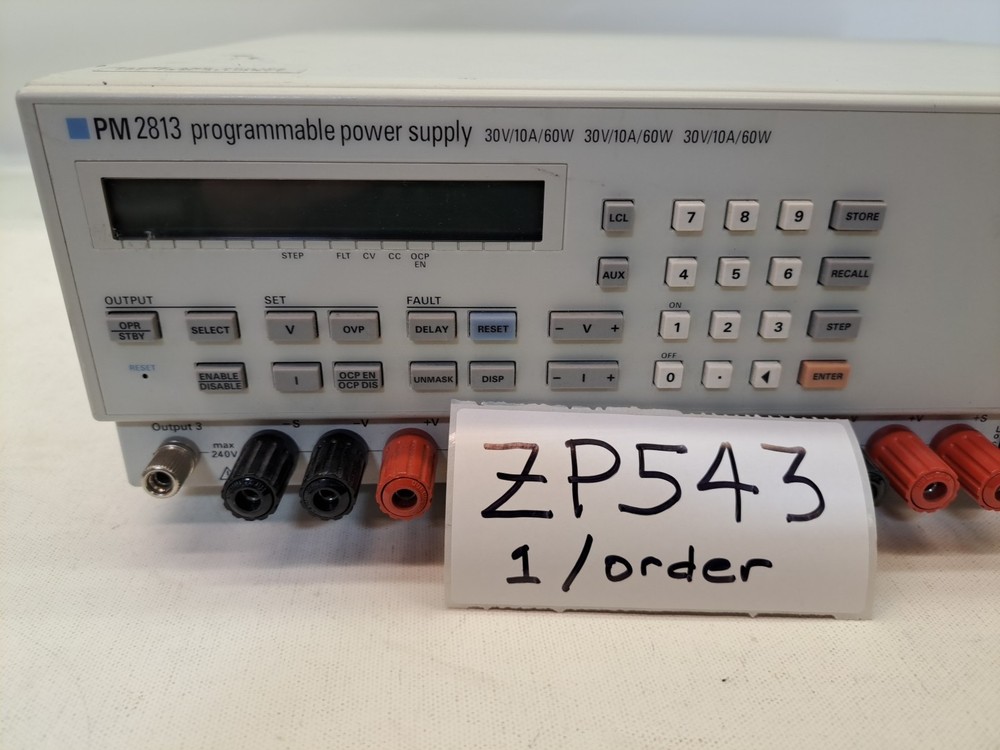 PM 2813 programmable power supply 30V/10A/60W 30V/10A/60W 30V/10A/60W
STEP FLT CV CC OCP EN
LCL 7 8 9 STORE
AUX 4 5 6 RECALL
OUTPUT SET FAULT
ON
OPR STBY SELECT V OVP DELAY RESET - V + 1 2 3 STEP
RESET
OFF
ENABLE DISABLE I OCP EN OCP DIS UNMASK DISP - I + 0 . ENTER
Output 3 -S -V +V +V +S
max
240V
ZP543
1/order